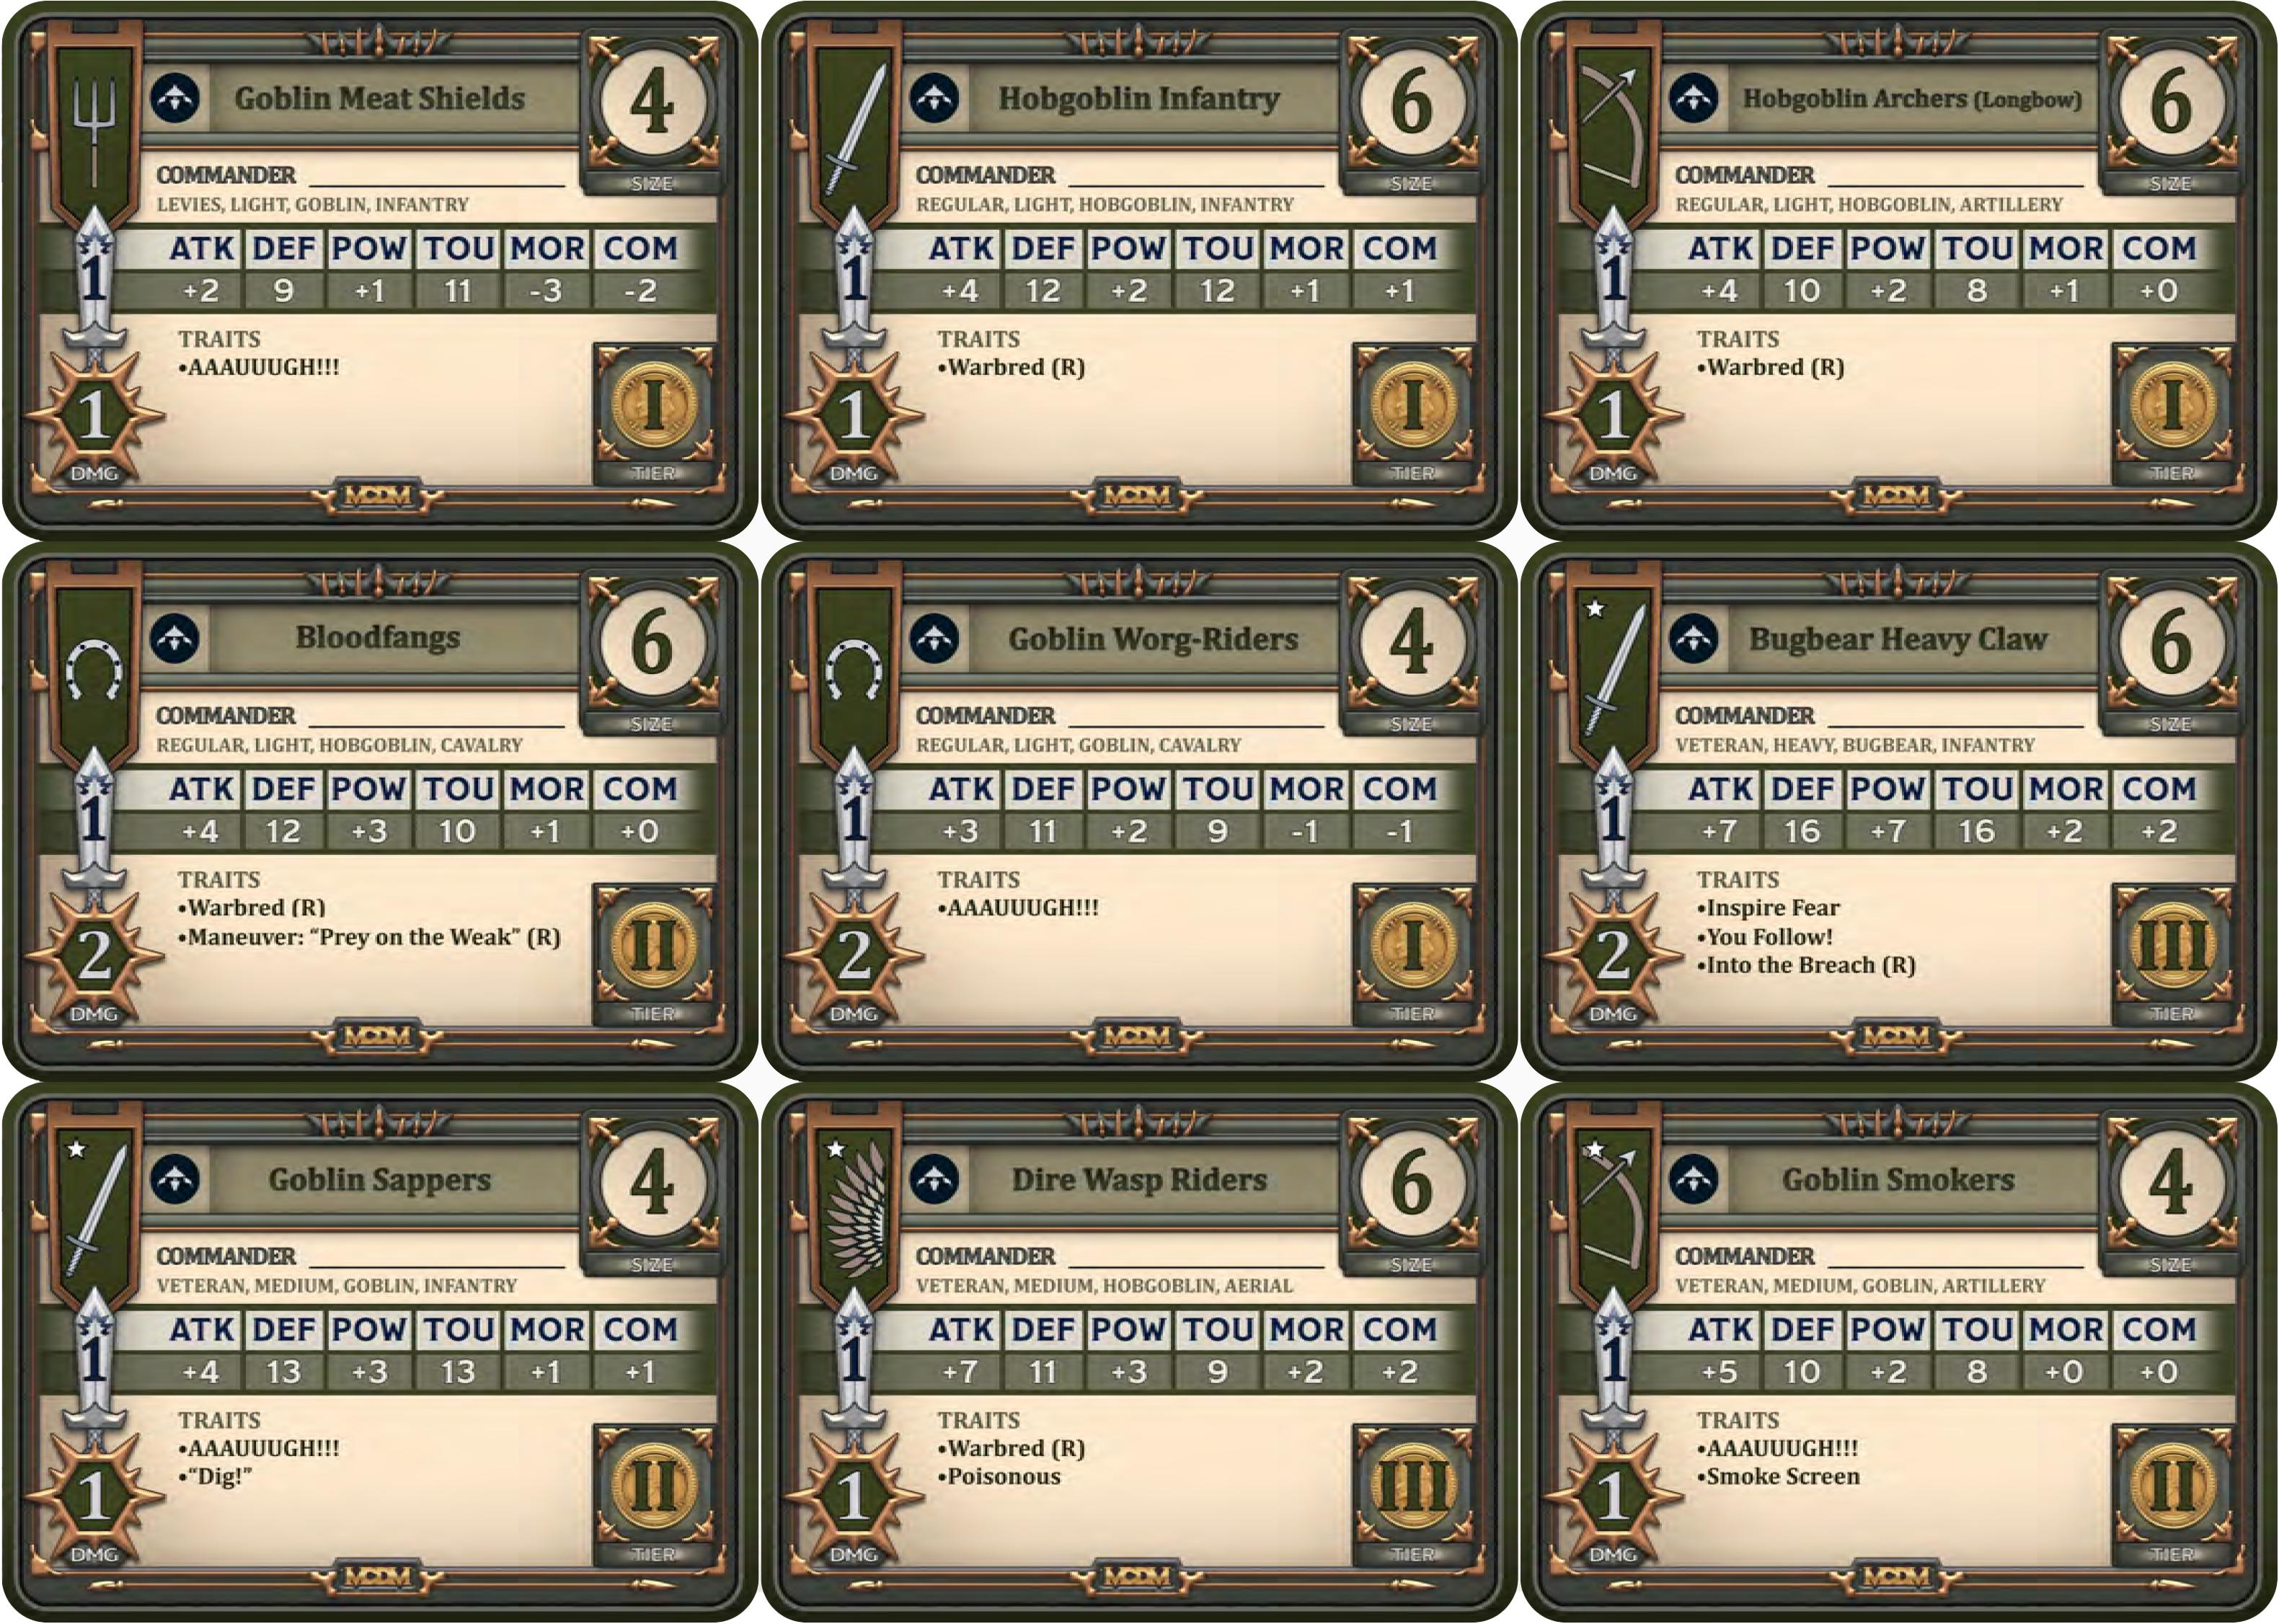 Goblin Meat Shields
4
SIZE
COMMANDER
LEVIES, LIGHT, GOBLIN, INFANTRY
ATK DEF POW TOU MOR COM
1
+2 9 +1 11 -3 -2
TRAITS
•AAAUUUGH!!!
1
DMG
I
TIER
MCDM
Hobgoblin Infantry
6
SIZE
COMMANDER
REGULAR, LIGHT, HOBGOBLIN, INFANTRY
ATK DEF POW TOU MOR COM
1
+4 12 +2 12 +1 +1
TRAITS
•Warbred (R)
1
DMG
I
TIER
MCDM
Hobgoblin Archers (Longbow)
6
SIZE
COMMANDER
REGULAR, LIGHT, HOBGOBLIN, ARTILLERY
ATK DEF POW TOU MOR COM
1
+4 10 +2 8 +1 +0
TRAITS
•Warbred (R)
1
DMG
I
TIER
MCDM
Bloodfangs
6
SIZE
COMMANDER
REGULAR, LIGHT, HOBGOBLIN, CAVALRY
ATK DEF POW TOU MOR COM
1
+4 12 +3 10 +1 +0
TRAITS
•Warbred (R)
•Maneuver: “Prey on the Weak” (R)
2
DMG
II
TIER
MCDM
Goblin Worg-Riders
4
SIZE
COMMANDER
REGULAR, LIGHT, GOBLIN, CAVALRY
ATK DEF POW TOU MOR COM
1
+3 11 +2 9 -1 -1
TRAITS
•AAAUUUGH!!!
2
DMG
I
TIER
MCDM
Bugbear Heavy Claw
6
SIZE
COMMANDER
VETERAN, HEAVY, BUGBEAR, INFANTRY
ATK DEF POW TOU MOR COM
1
+7 16 +7 16 +2 +2
TRAITS
•Inspire Fear
•You Follow!
•Into the Breach (R)
2
DMG
III
TIER
MCDM
Goblin Sappers
4
SIZE
COMMANDER
VETERAN, MEDIUM, GOBLIN, INFANTRY
ATK DEF POW TOU MOR COM
1
+4 13 +3 13 +1 +1
TRAITS
•AAAUUUGH!!!
•“Dig!”
1
DMG
II
TIER
MCDM
Dire Wasp Riders
6
SIZE
COMMANDER
VETERAN, MEDIUM, HOBGOBLIN, AERIAL
ATK DEF POW TOU MOR COM
1
+7 11 +3 9 +2 +2
TRAITS
•Warbred (R)
•Poisonous
1
DMG
III
TIER
MCDM
Goblin Smokers
4
SIZE
COMMANDER
VETERAN, MEDIUM, GOBLIN, ARTILLERY
ATK DEF POW TOU MOR COM
1
+5 10 +2 8 +0 +0
TRAITS
•AAAUUUGH!!!
•Smoke Screen
1
DMG
II
TIER
MCDM